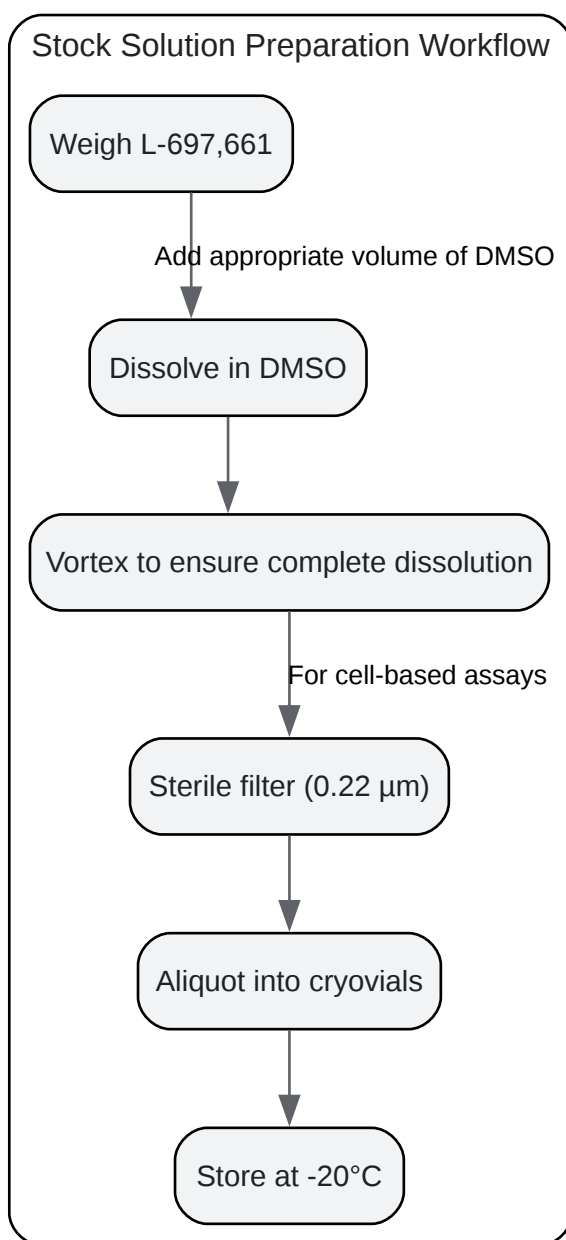 Stock Solution Preparation Workflow
Weigh L-697,661
Add appropriate volume of DMSO
Dissolve in DMSO
Vortex to ensure complete dissolution
For cell-based assays
Sterile filter (0.22 µm)
Aliquot into cryovials
Store at -20°C